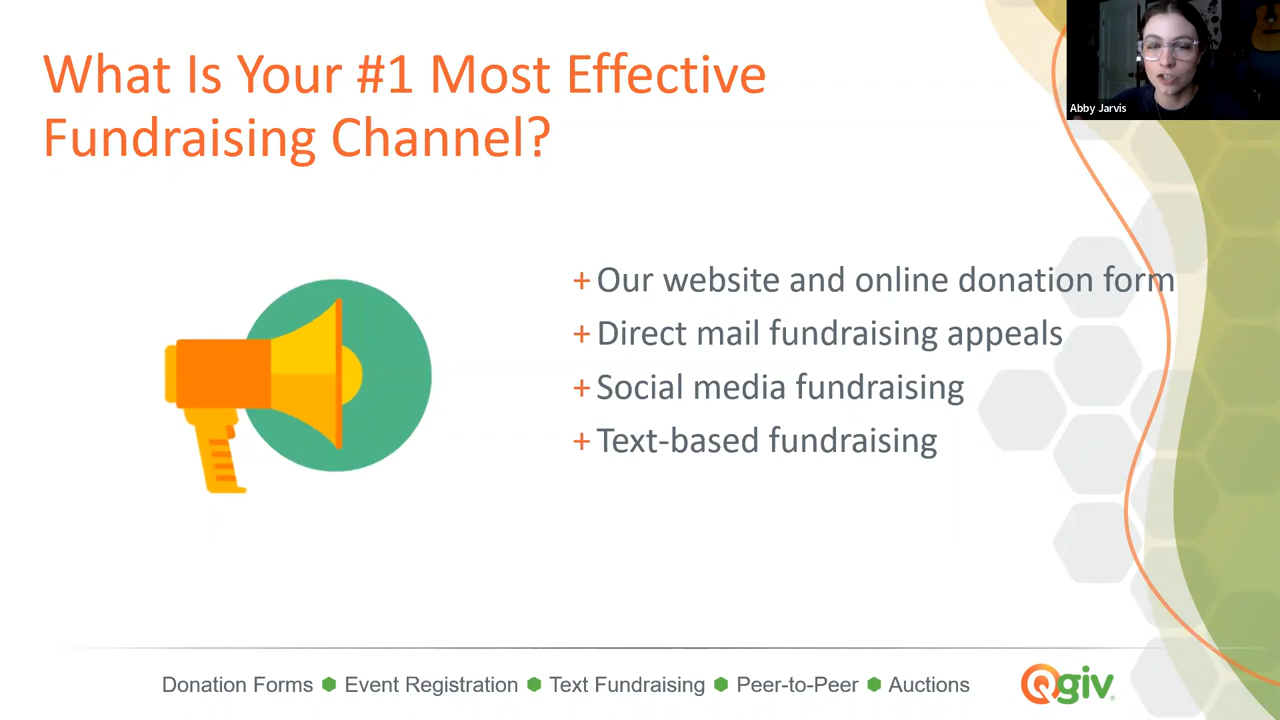 What Is Your #1 Most Effective
Fundraising Channel?
Abby Jarvis
+ Our website and online donation form
+ Direct mail fundraising appeals
+ Social media fundraising
+ Text-based fundraising
Donation Forms ⬢ Event Registration ⬢ Text Fundraising ⬢ Peer-to-Peer ⬢ Auctions
Qgiv®